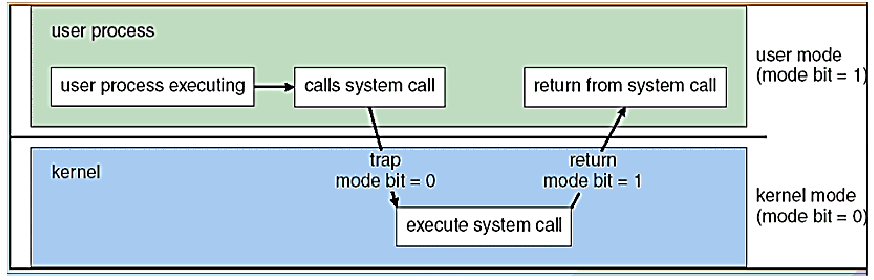 user process
user process executing
calls system call
return from system call
user mode
(mode bit = 1)
trap
mode bit = 0
return
mode bit = 1
kernel
execute system call
kernel mode
(mode bit = 0)